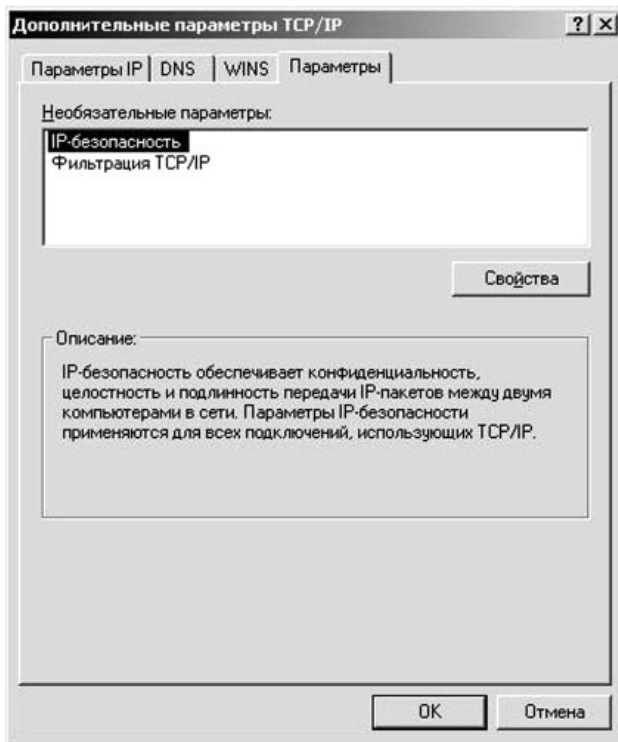 Дополнительные параметры TCP/IP
Параметры IP DNS WINS Параметры
Необязательные параметры:
IP-безопасность
Фильтрация TCP/IP
Свойства
Описание:
IP-безопасность обеспечивает конфиденциальность,
целостность и подлинность передачи IP-пакетов между двумя
компьютерами в сети. Параметры IP-безопасности
применяются для всех подключений, использующих TCP/IP.
OK Отмена